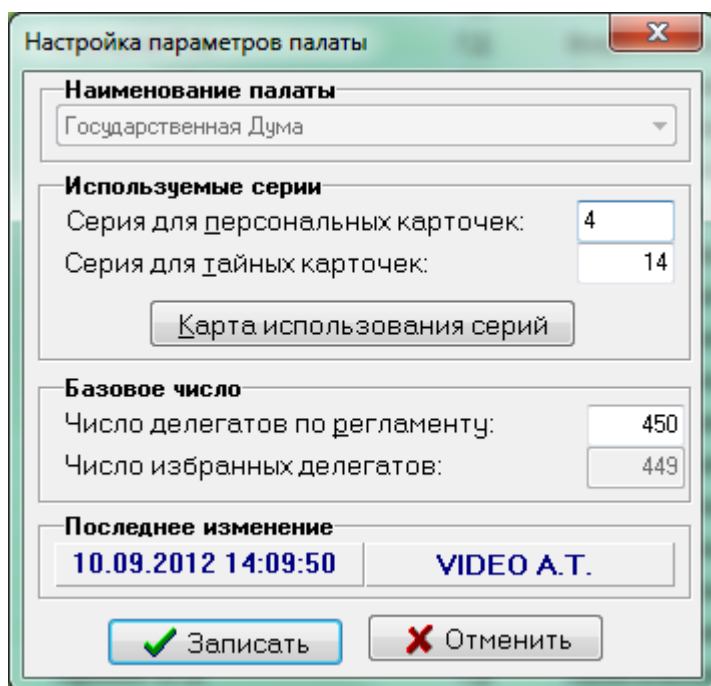 Настройка параметров палаты
Наименование палаты
Государственная Дума
Используемые серии
Серия для персональных карточек: 4
Серия для тайных карточек: 14
Карта использования серий
Базовое число
Число делегатов по регламенту: 450
Число избранных делегатов: 449
Последнее изменение
10.09.2012 14:09:50 VIDEO A.T.
Записать Отменить